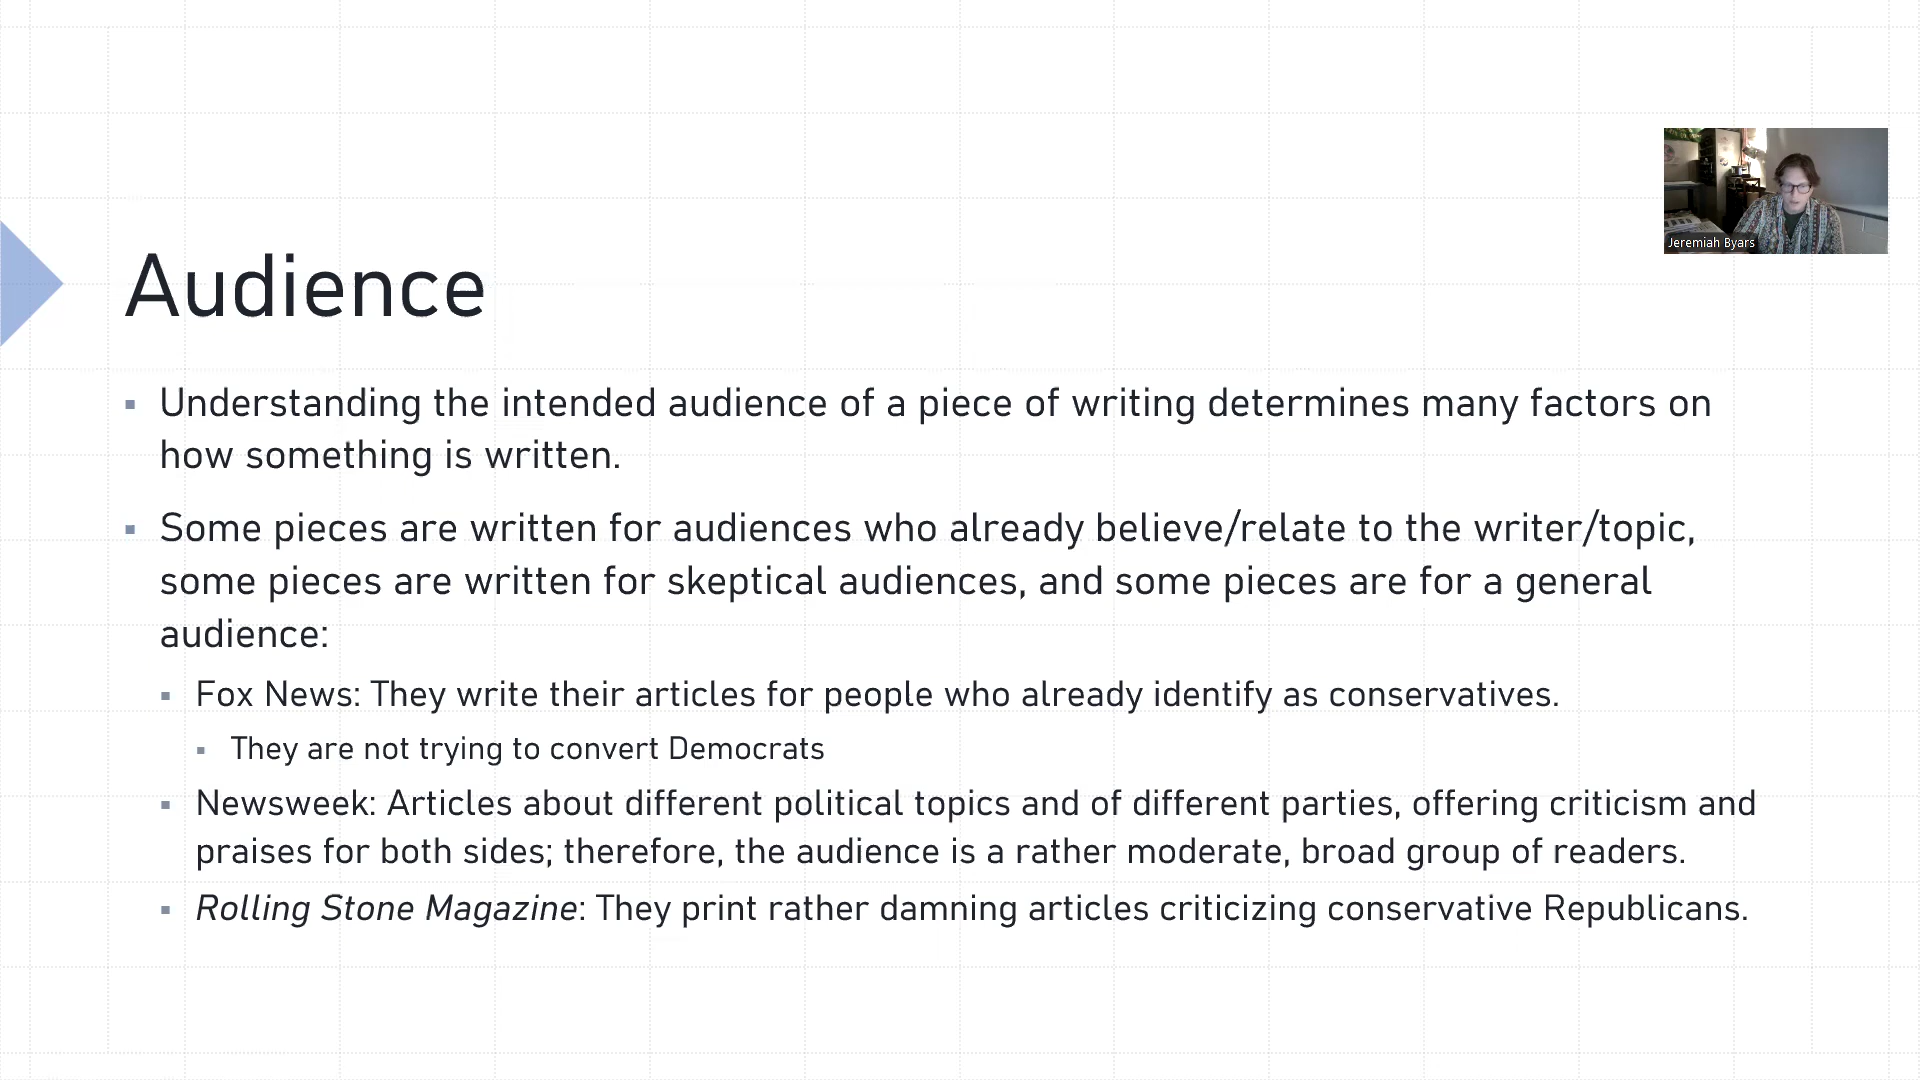 Jeremiah Byars
Audience
Understanding the intended audience of a piece of writing determines many factors on
how something is written.
Some pieces are written for audiences who already believe/relate to the writer/topic,
some pieces are written for skeptical audiences, and some pieces are for a general
audience:
Fox News: They write their articles for people who already identify as conservatives.
They are not trying to convert Democrats
Newsweek: Articles about different political topics and of different parties, offering criticism and
praises for both sides; therefore, the audience is a rather moderate, broad group of readers.
Rolling Stone Magazine: They print rather damning articles criticizing conservative Republicans.